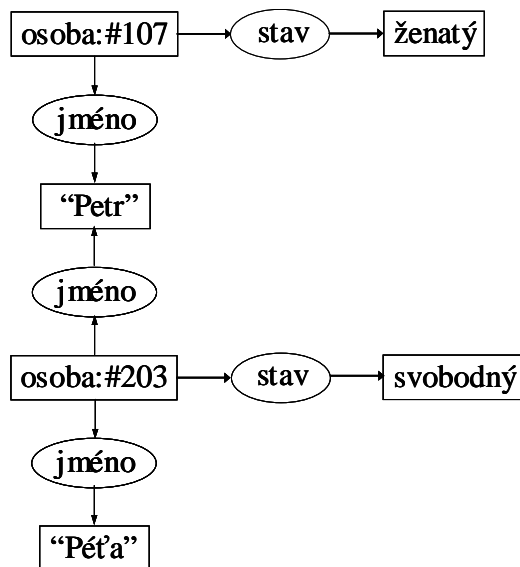 osoba:#107 stav ženatý
jméno
“Petr”
jméno
osoba:#203 stav svobodný
jméno
“Péťa”